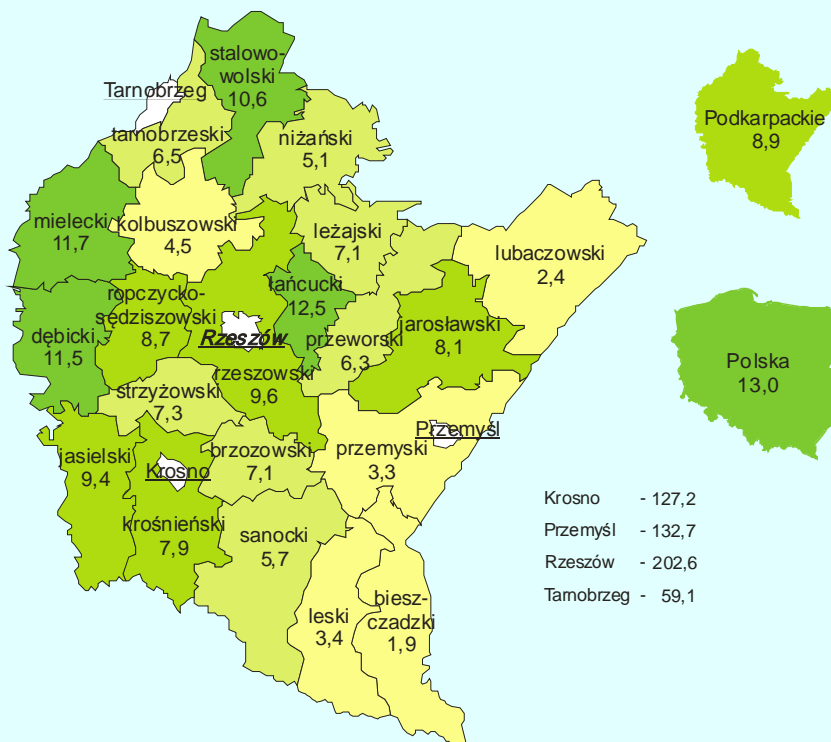 stalowo-
wolski
10,6
Tarnobrzeg
tarnobrzeski
6,5
niżański
5,1
Podkarpackie
8,9
mielecki
11,7
kolbuszowski
4,5
leżajski
7,1
lubaczowski
2,4
łańcucki
12,5
ropczycko-
sędziszowski
8,7
dębicki
11,5
Rzeszów
przeworski
6,3
jarosławski
8,1
Polska
13,0
rzeszowski
9,6
strzyżowski
7,3
jasielski
9,4
Krosno
brzozowski
7,1
przemyski
3,3
Przemyśl
krośnieński
7,9
sanocki
5,7
leski
3,4
biesz-
czadzki
1,9
Krosno - 127,2
Przemyśl - 132,7
Rzeszów - 202,6
Tarnobrzeg - 59,1